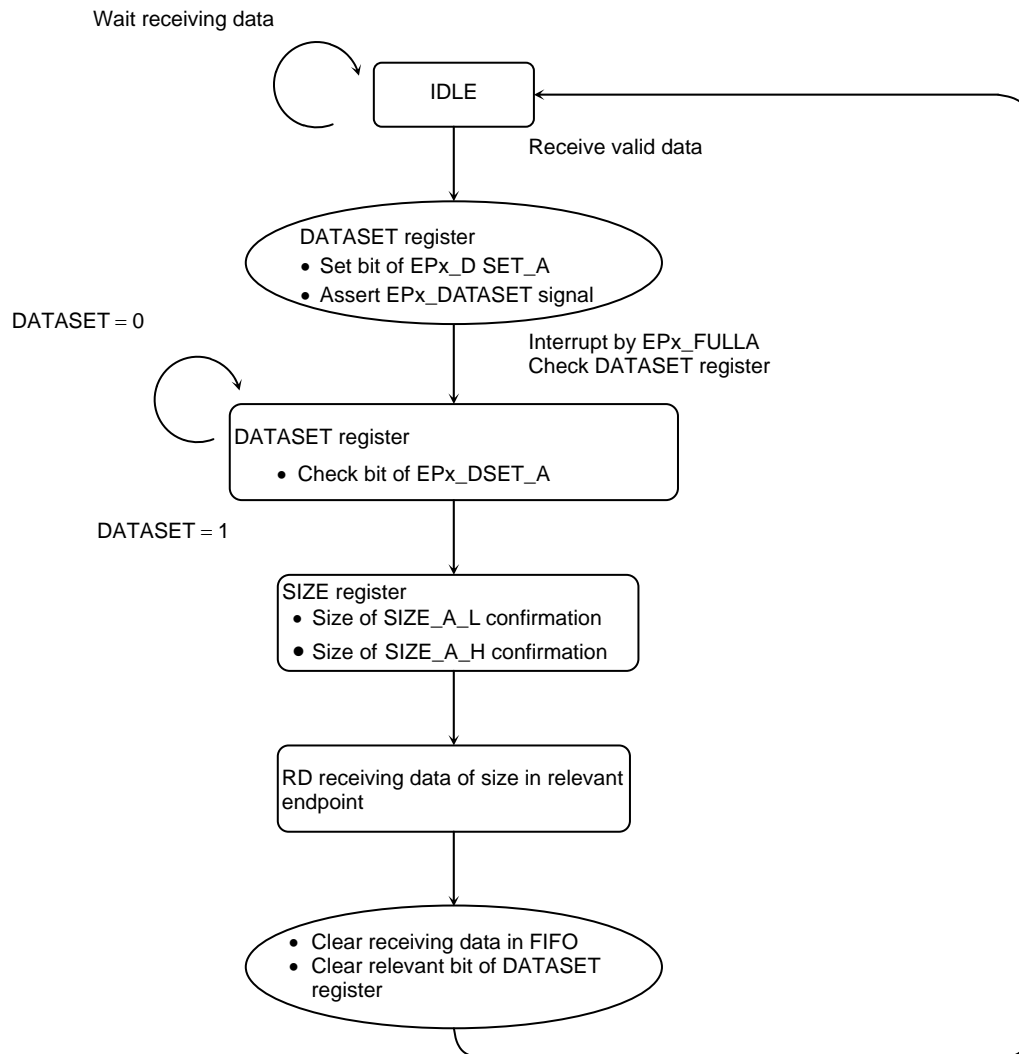 Wait receiving data
IDLE
Receive valid data
DATASET register
• Set bit of EPx_D SET_A
• Assert EPx_DATASET signal
DATASET = 0
Interrupt by EPx_FULLA
Check DATASET register
DATASET register
• Check bit of EPx_DSET_A
DATASET = 1
SIZE register
• Size of SIZE_A_L confirmation
• Size of SIZE_A_H confirmation
RD receiving data of size in relevant
endpoint
• Clear receiving data in FIFO
• Clear relevant bit of DATASET
register